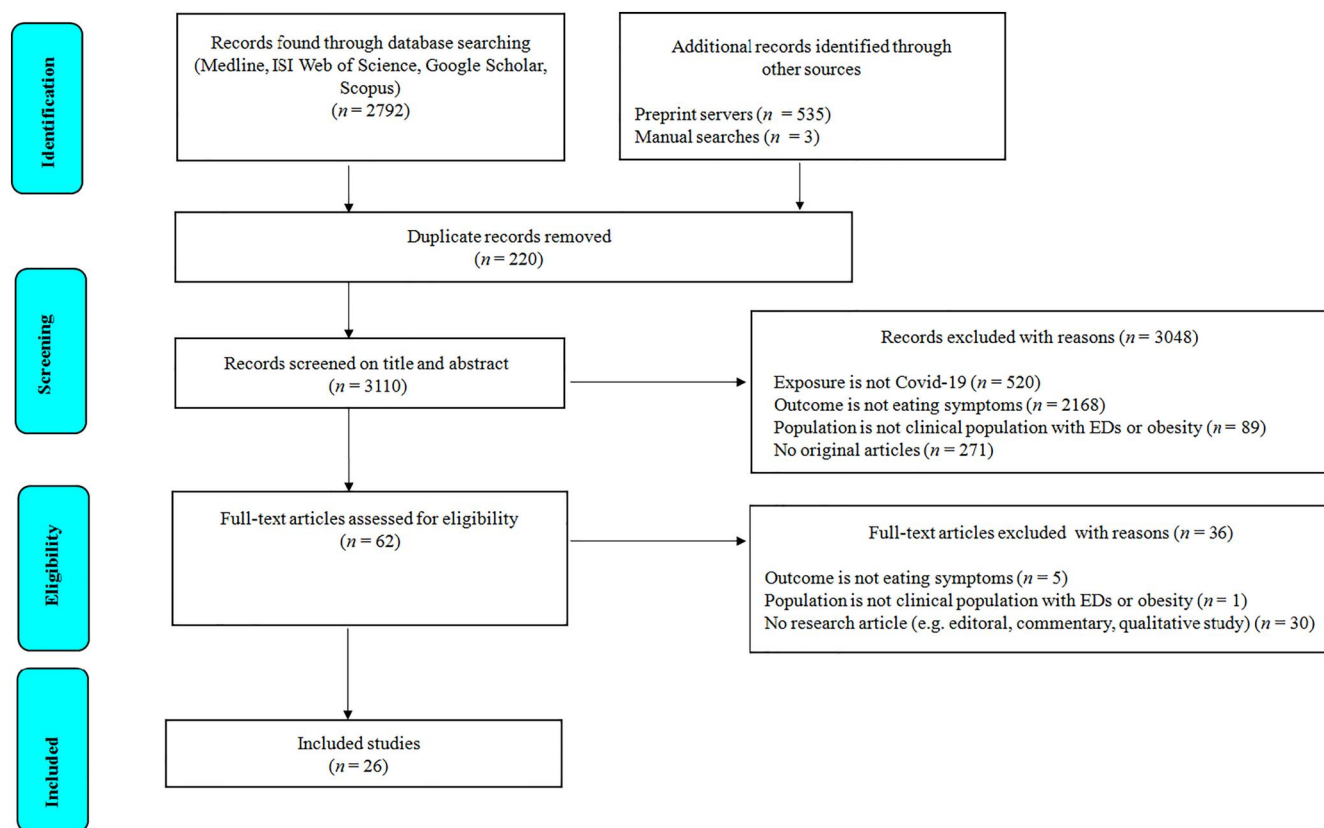 Identification
Records found through database searching
(Medline, ISI Web of Science, Google Scholar,
Scopus)
(n = 2792)
Additional records identified through
other sources
Preprint servers (n = 535)
Manual searches (n = 3)
Duplicate records removed
(n = 220)
Screening
Records screened on title and abstract
(n = 3110)
Records excluded with reasons (n = 3048)
Exposure is not Covid-19 (n = 520)
Outcome is not eating symptoms (n = 2168)
Population is not clinical population with EDs or obesity (n = 89)
No original articles (n = 271)
Eligibility
Full-text articles assessed for eligibility
(n = 62)
Full-text articles excluded with reasons (n = 36)
Outcome is not eating symptoms (n = 5)
Population is not clinical population with EDs or obesity (n = 1)
No research article (e.g. editoral, commentary, qualitative study) (n = 30)
Included
Included studies
(n = 26)